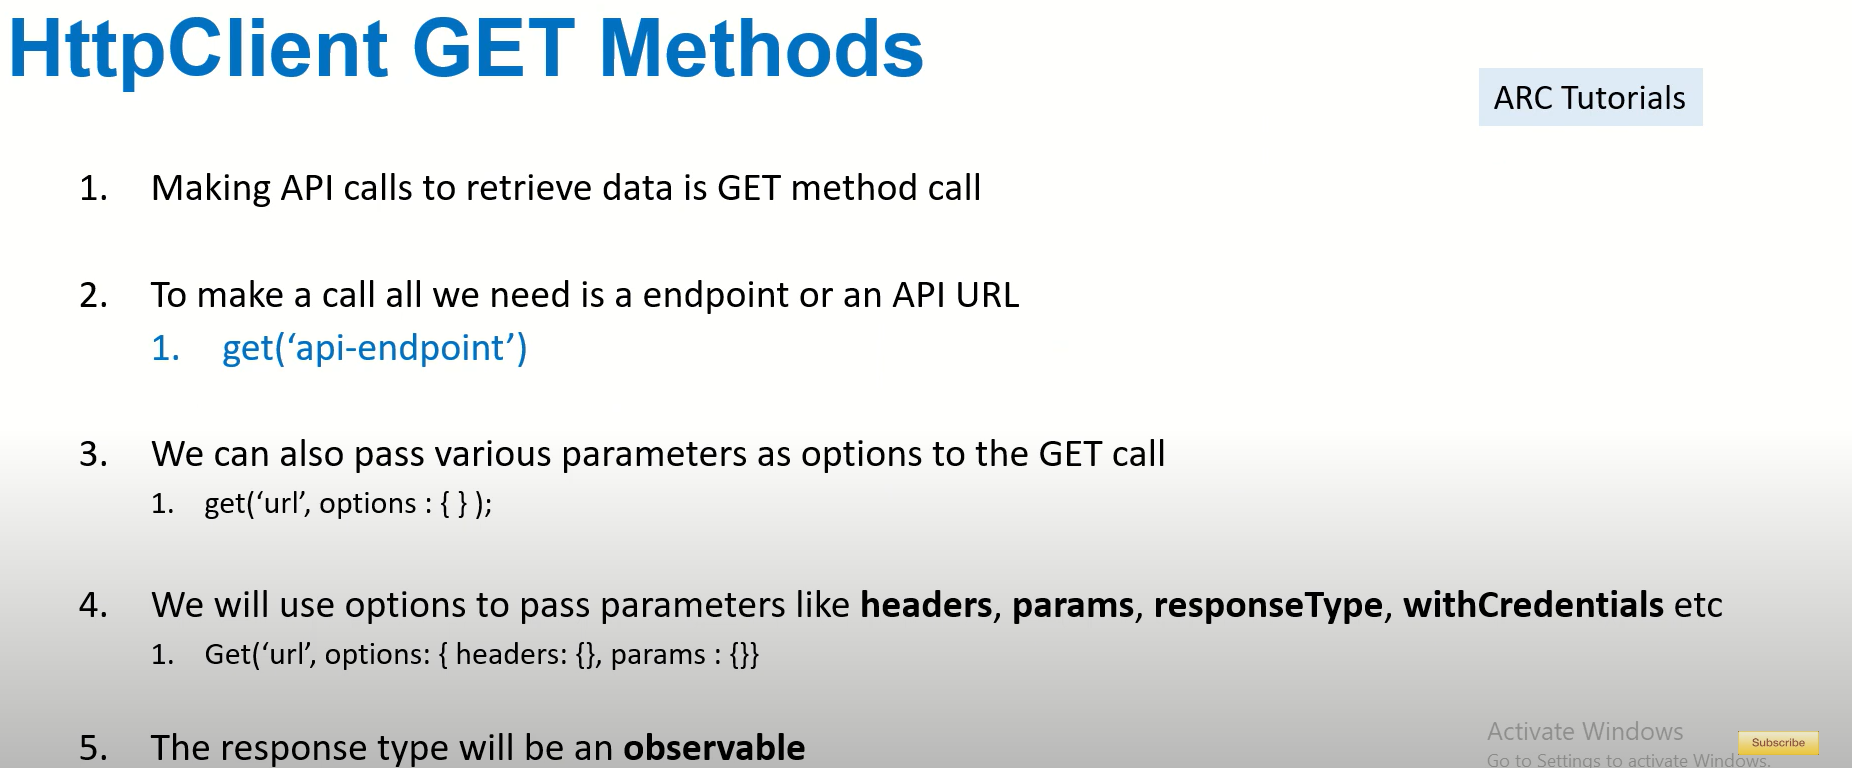 HttpClient GET Methods
ARC Tutorials
1. Making API calls to retrieve data is GET method call
2. To make a call all we need is a endpoint or an API URL
1. get(‘api-endpoint’)
3. We can also pass various parameters as options to the GET call
1. get(‘url’, options : { } );
4. We will use options to pass parameters like headers, params, responseType, withCredentials etc
1. Get(‘url’, options: { headers: {}, params : {}}
5. The response type will be an observable
Activate Windows
Go to Settings to activate Windows.
Subscribe